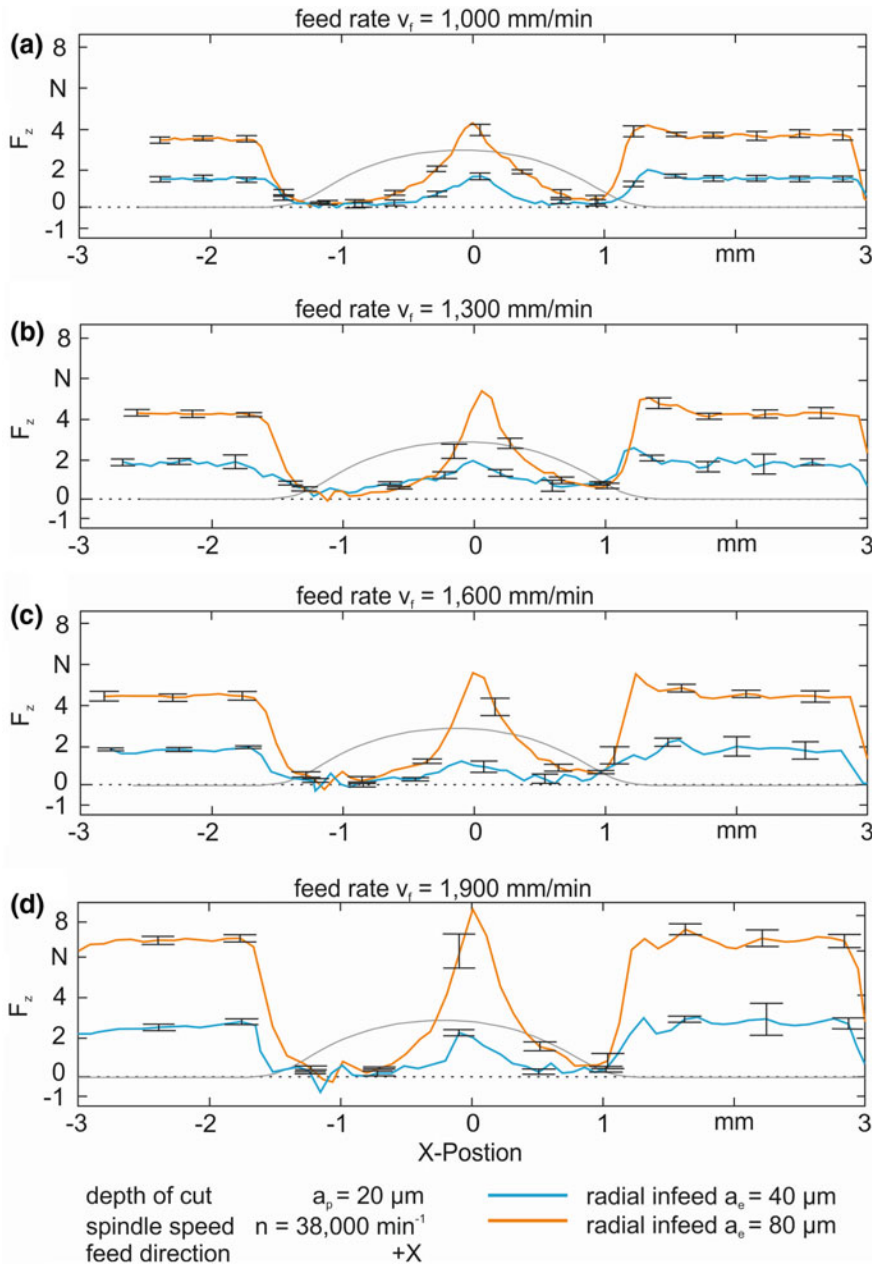 feed rate v_f = 1,000 mm/min
(a)
8
N
F_z
4
2
0
-1
-3 -2 -1 0 1 mm 3
feed rate v_f = 1,300 mm/min
(b)
8
N
F_z
4
2
0
-1
-3 -2 -1 0 1 mm 3
feed rate v_f = 1,600 mm/min
(c)
8
N
F_z
4
2
0
-1
-3 -2 -1 0 1 mm 3
feed rate v_f = 1,900 mm/min
(d)
8
N
F_z
4
2
0
-1
-3 -2 -1 0 1 mm 3
X-Postion
depth of cut a_p = 20 µm radial infeed a_e = 40 µm
spindle speed n = 38,000 min⁻¹ radial infeed a_e = 80 µm
feed direction +X